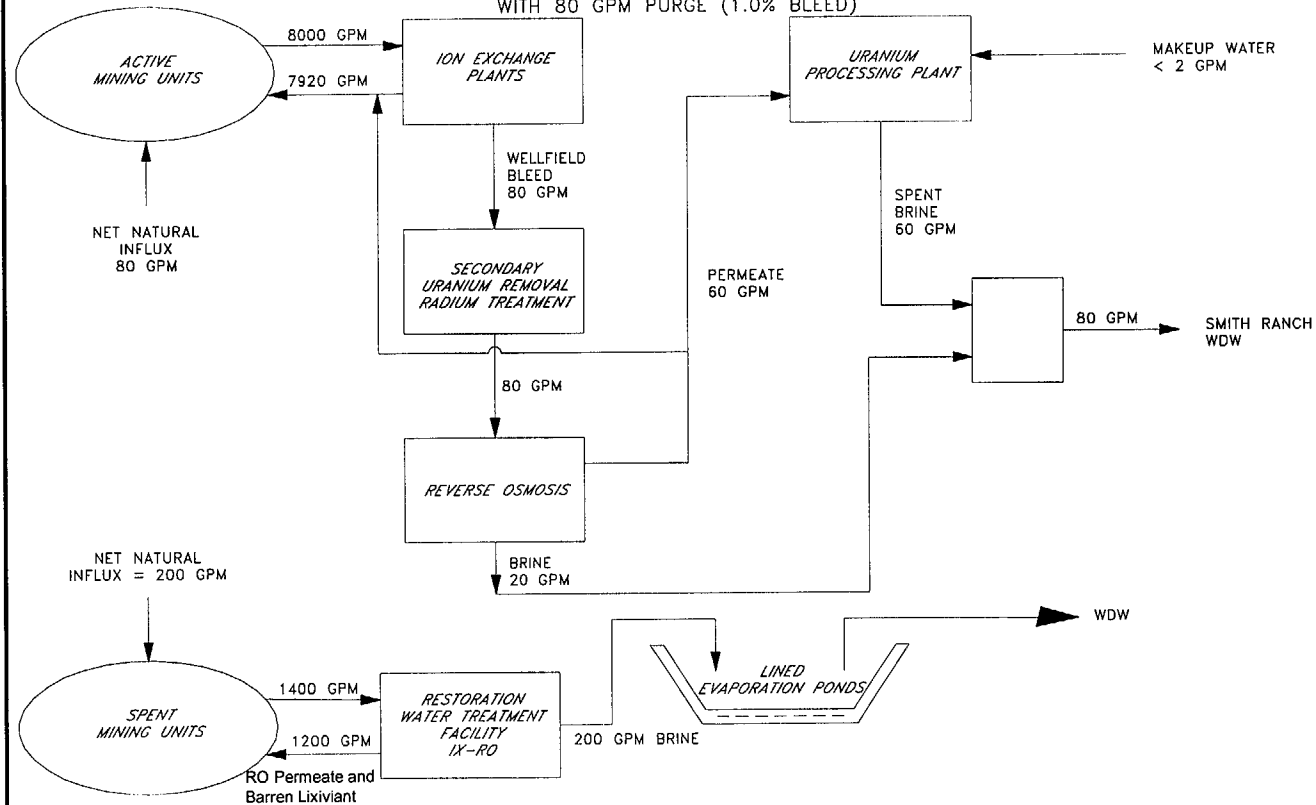 WITH 80 GPM PURGE (1.0% BLEED)
8000 GPM
ACTIVE
MINING UNITS
7920 GPM
ION EXCHANGE
PLANTS
URANIUM
PROCESSING PLANT
MAKEUP WATER
< 2 GPM
WELLFIELD
BLEED
80 GPM
NET NATURAL
INFLUX
80 GPM
SPENT
BRINE
60 GPM
SECONDARY
URANIUM REMOVAL
RADIUM TREATMENT
PERMEATE
60 GPM
80 GPM
SMITH RANCH
WDW
80 GPM
REVERSE OSMOSIS
BRINE
20 GPM
NET NATURAL
INFLUX = 200 GPM
WDW
LINED
EVAPORATION PONDS
1400 GPM
SPENT
MINING UNITS
1200 GPM
RESTORATION
WATER TREATMENT
FACILITY
IX-RO
200 GPM BRINE
RO Permeate and
Barren Lixiviant